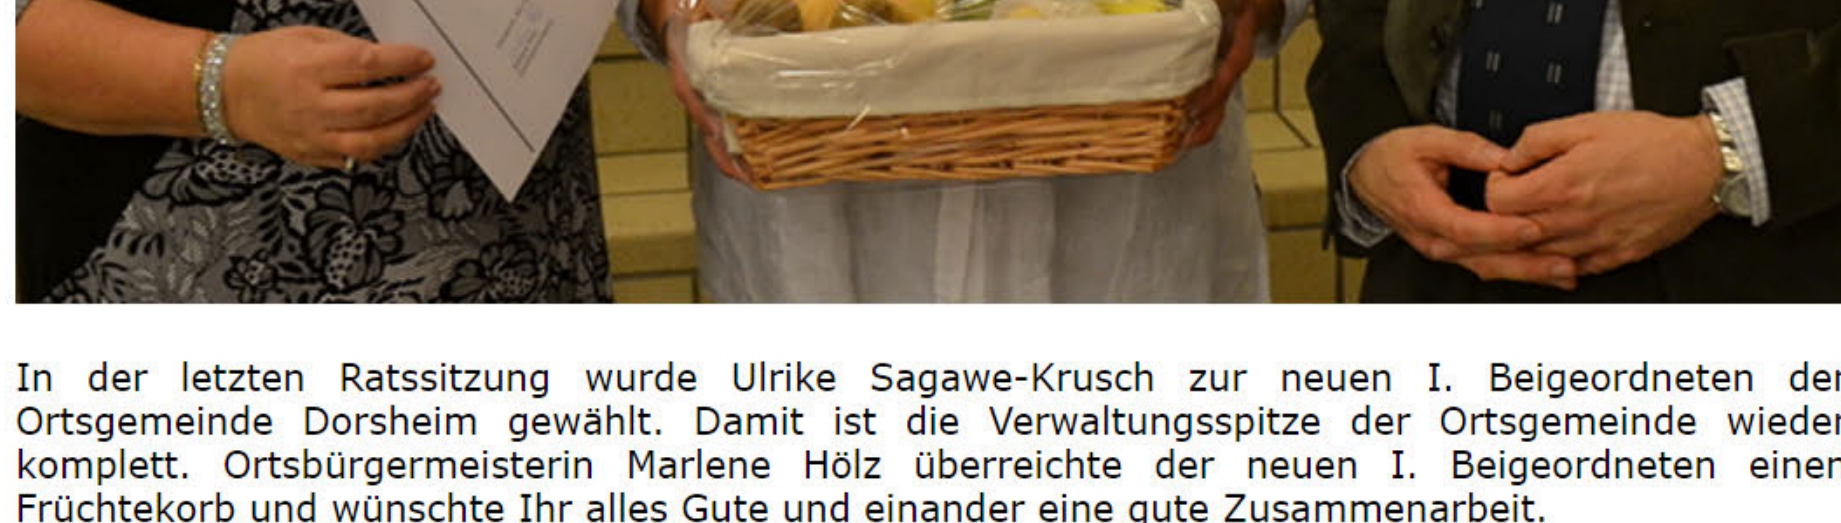 In der letzten Ratssitzung wurde Ulrike Sagawe-Krusch zur neuen I. Beigeordneten der
Ortsgemeinde Dorsheim gewählt. Damit ist die Verwaltungsspitze der Ortsgemeinde wieder
komplett. Ortsbürgermeisterin Marlene Hölz überreichte der neuen I. Beigeordneten einen
Früchtekorb und wünschte Ihr alles Gute und einander eine gute Zusammenarbeit.